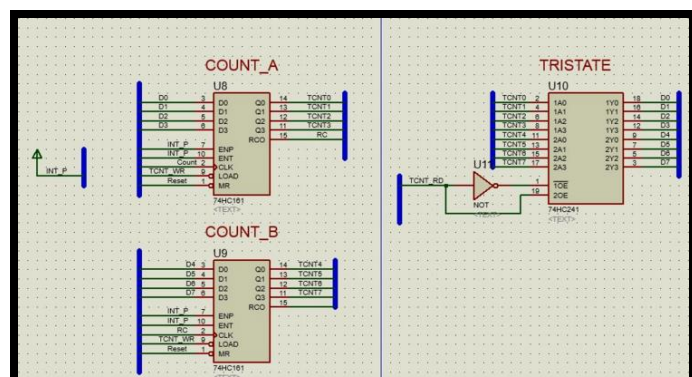 COUNT_A
U8
D0 3 D0 Q0 14 TCNT0
D1 4 D1 Q1 13 TCNT1
D2 5 D2 Q2 12 TCNT2
D3 6 D3 Q3 11 TCNT3
RCO 15 RC
INT_P 7 ENP
INT_P 10 ENT
Count 2 CLK
TCNT_WR 9 LOAD
Reset 1 MR
74HC161
<TEXT>
INT_P
COUNT_B
U9
D4 3 D0 Q0 14 TCNT4
D5 4 D1 Q1 13 TCNT5
D6 5 D2 Q2 12 TCNT6
D7 6 D3 Q3 11 TCNT7
RCO 15
INT_P 7 ENP
INT_P 10 ENT
RC 2 CLK
TCNT_WR 9 LOAD
Reset 1 MR
74HC161
TRISTATE
U10
TCNT0 2 1A0 1Y0 18 D0
TCNT1 4 1A1 1Y1 16 D1
TCNT2 6 1A2 1Y2 14 D2
TCNT3 8 1A3 1Y3 12 D3
TCNT4 11 2A0 2Y0 9 D4
TCNT5 13 2A1 2Y1 7 D5
TCNT6 15 2A2 2Y2 5 D6
TCNT7 17 2A3 2Y3 3 D7
U11
TCNT_RD
1 1OE
19 2OE
NOT
<TEXT>
74HC241
<TEXT>